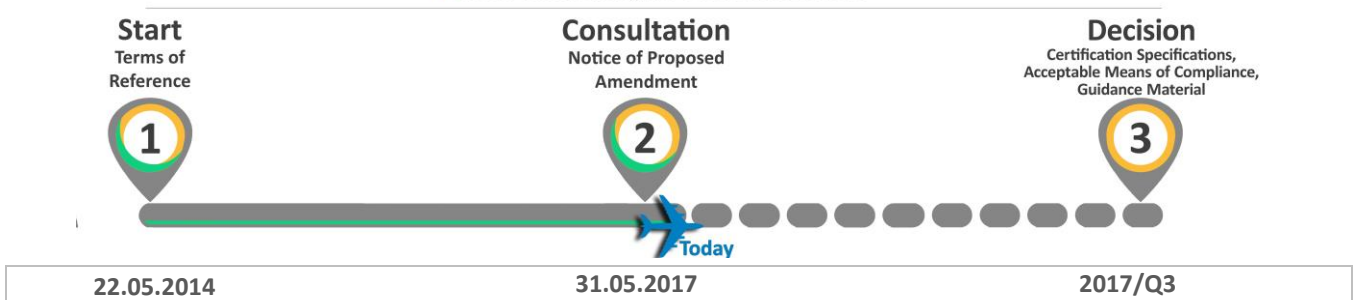 Start
Terms of
Reference
1
Consultation
Notice of Proposed
Amendment
2
Decision
Certification Specifications,
Acceptable Means of Compliance,
Guidance Material
3
Today
22.05.2014
31.05.2017
2017/Q3